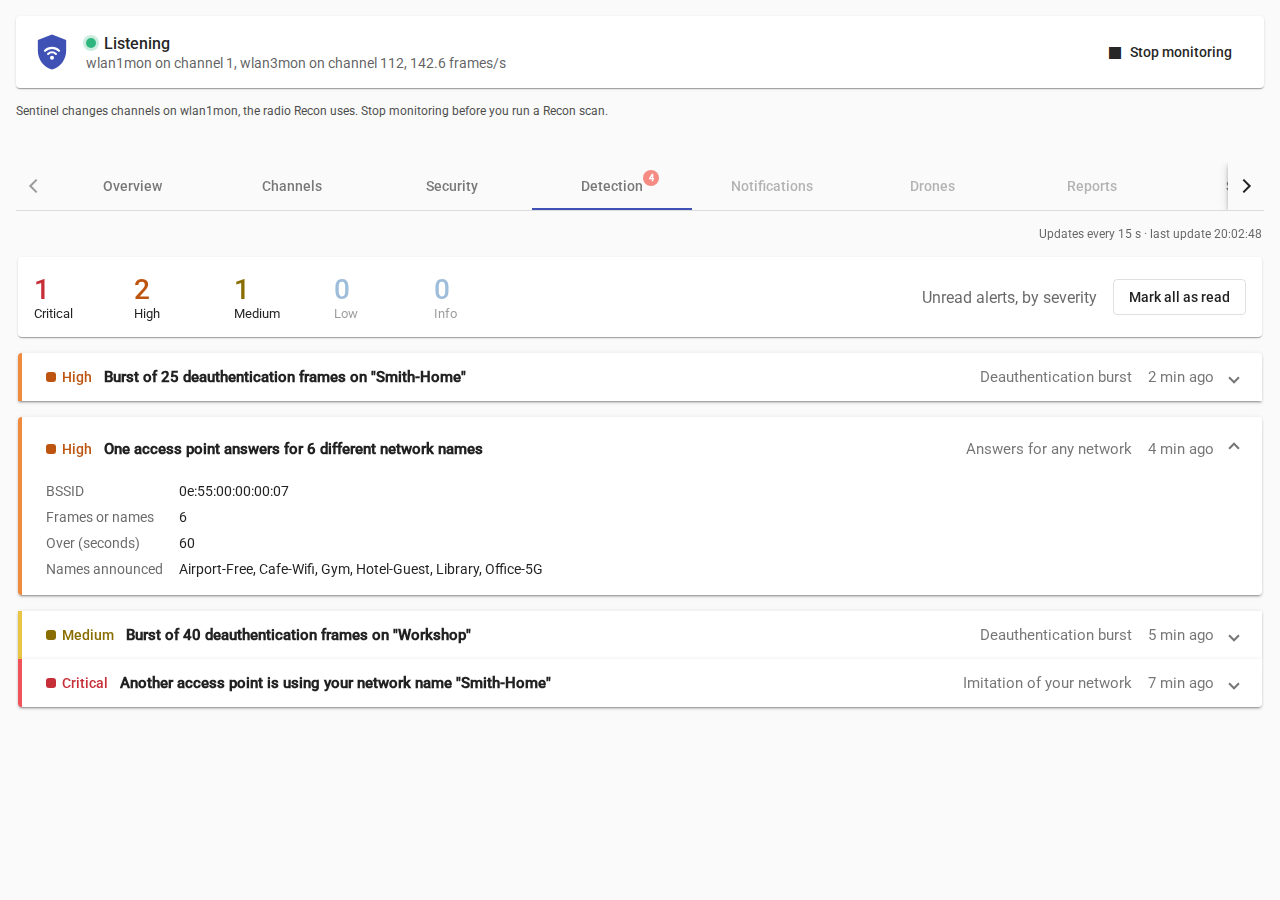 Listening
wlan1mon on channel 1, wlan3mon on channel 112, 142.6 frames/s
Stop monitoring
Sentinel changes channels on wlan1mon, the radio Recon uses. Stop monitoring before you run a Recon scan.
Overview Channels Security Detection 4 Notifications Drones Reports
Updates every 15 s · last update 20:02:48
1 2 1 0 0
Critical High Medium Low Info
Unread alerts, by severity Mark all as read
High Burst of 25 deauthentication frames on "Smith-Home" Deauthentication burst 2 min ago
High One access point answers for 6 different network names Answers for any network 4 min ago
BSSID 0e:55:00:00:00:07
Frames or names 6
Over (seconds) 60
Names announced Airport-Free, Cafe-Wifi, Gym, Hotel-Guest, Library, Office-5G
Medium Burst of 40 deauthentication frames on "Workshop" Deauthentication burst 5 min ago
Critical Another access point is using your network name "Smith-Home" Imitation of your network 7 min ago